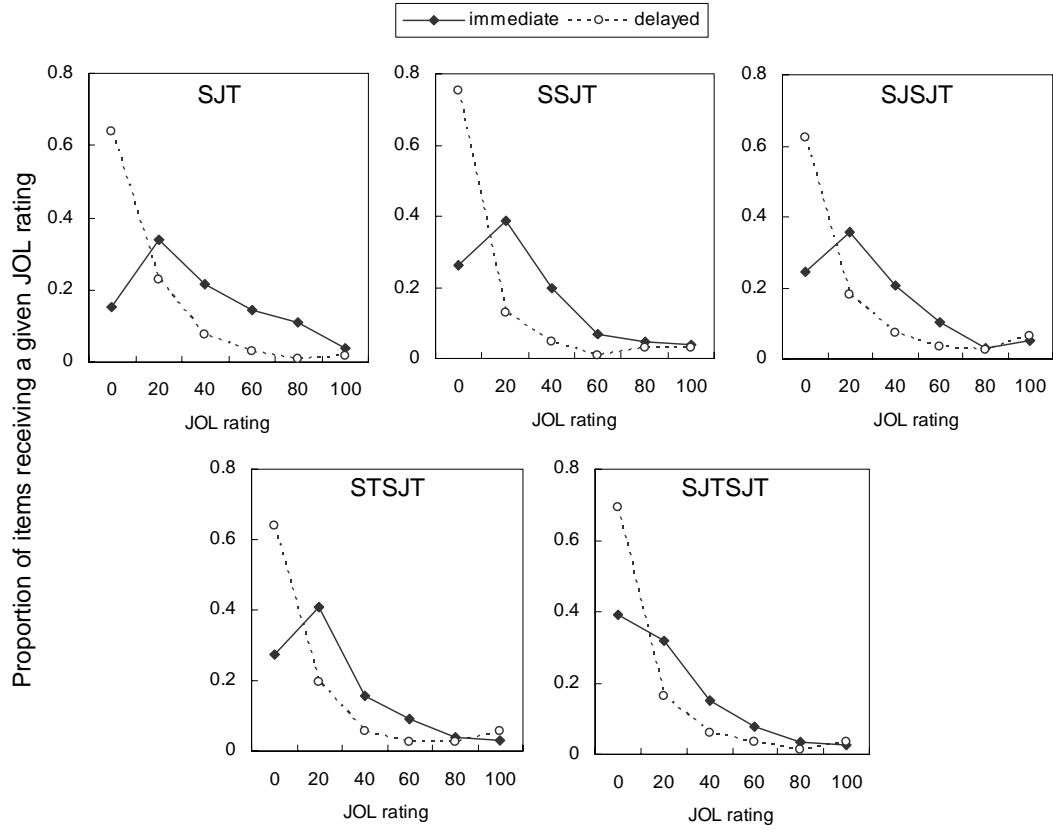 immediate delayed
Proportion of items receiving a given JOL rating
SJT
0.8
0.6
0.4
0.2
0
0 20 40 60 80 100
JOL rating
SSJT
0.8
0.6
0.4
0.2
0
0 20 40 60 80 100
JOL rating
SJSJT
0.8
0.6
0.4
0.2
0
0 20 40 60 80 100
JOL rating
STSJT
0.8
0.6
0.4
0.2
0
0 20 40 60 80 100
JOL rating
SJTSJT
0.8
0.6
0.4
0.2
0
0 20 40 60 80 100
JOL rating